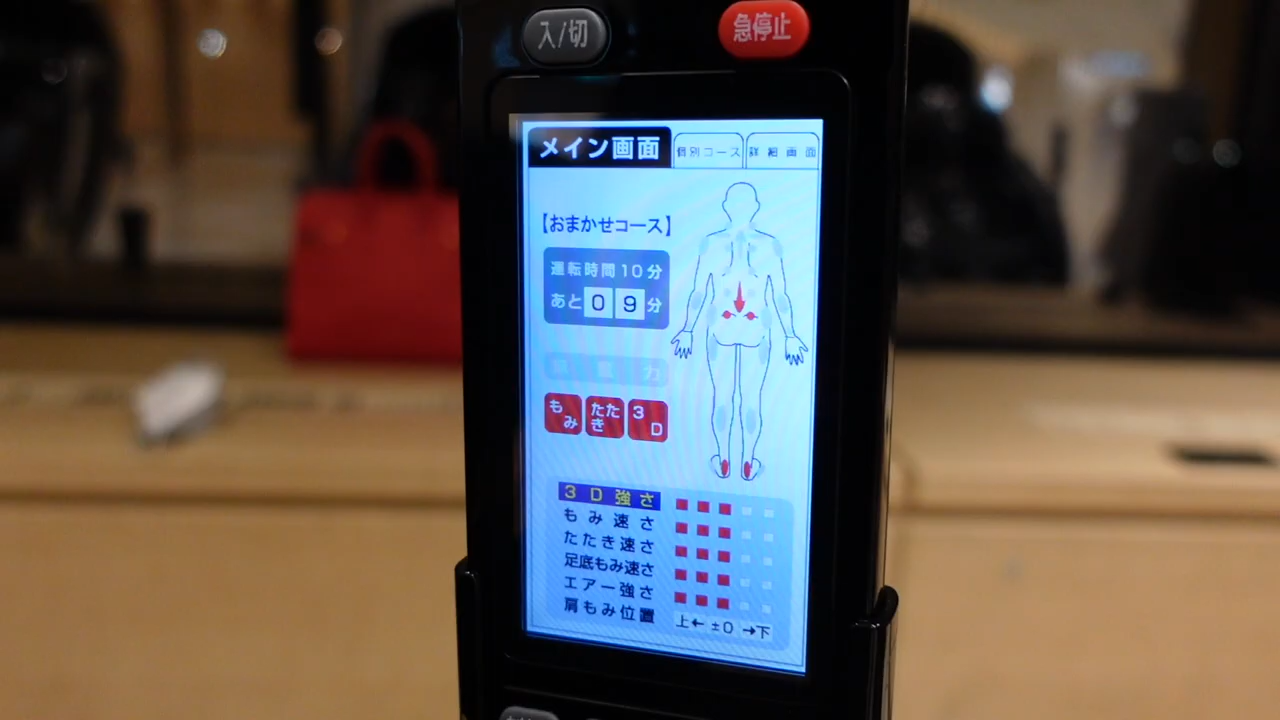 入/切
急停止
メイン画面
個別コース
詳細画面
【おまかせコース】
運転時間10分
あと09分
もみ
たたき
3D
3D強さ
もみ速さ
たたき速さ
足底もみ速さ
エアー強さ
肩もみ位置
上← ±0 →下